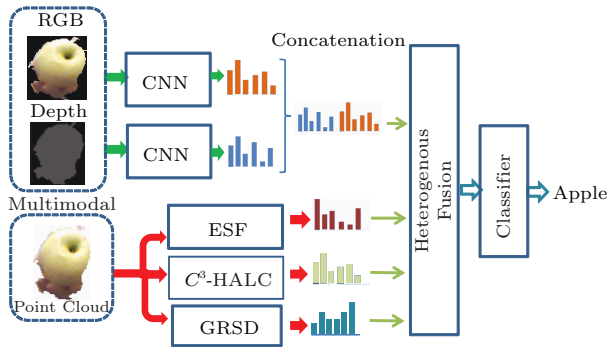 RGB
Concatenation
CNN
Depth
CNN
Multimodal
Heterogenous
Fusion
Classifier
Apple
ESF
C³-HALC
Point Cloud
GRSD